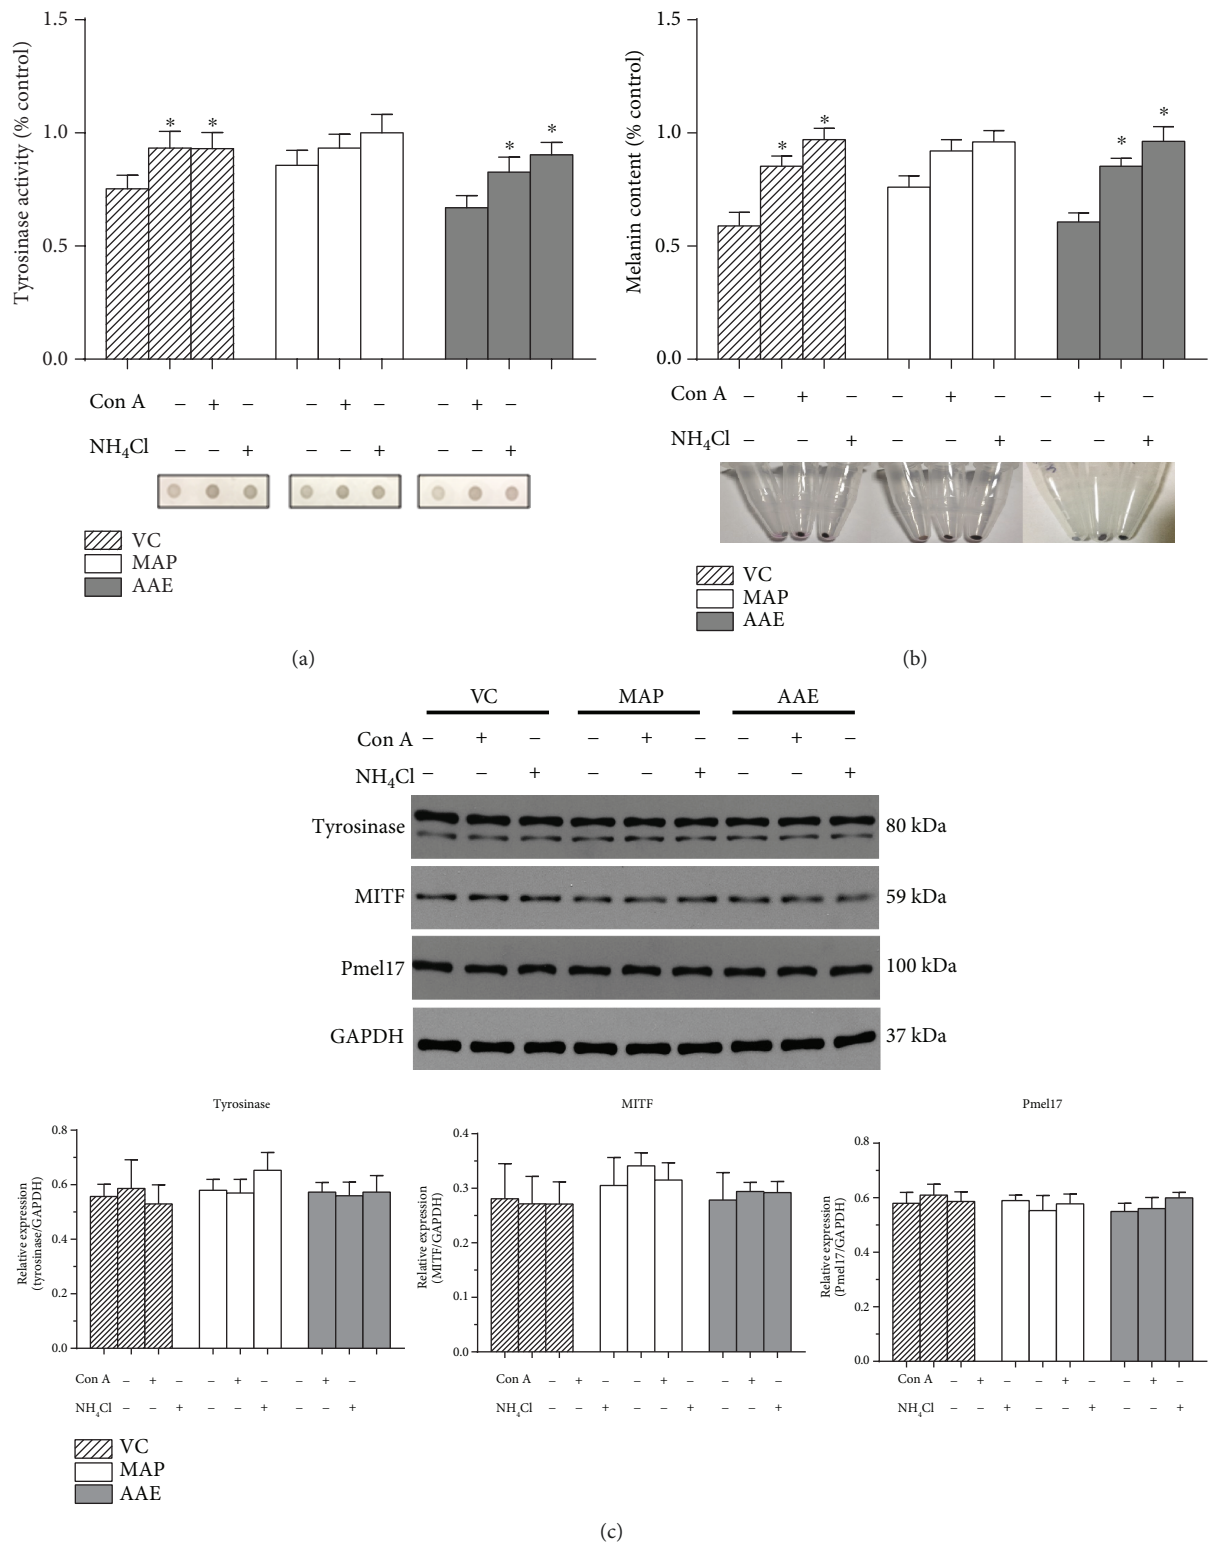 1.5
1.0
0.5
0.0
Tyrosinase activity (% control)
* * * *
Con A − + − − + − − + −
NH4Cl − − + − − + − − +
VC
MAP
AAE
(a)
1.5
1.0
0.5
0.0
Melanin content (% control)
* * * *
Con A − + − − + − − + −
NH4Cl − − + − − + − − +
VC
MAP
AAE
(b)
VC MAP AAE
Con A − + − − + − − + −
NH4Cl − − + − − + − − +
Tyrosinase 80 kDa
MITF 59 kDa
Pmel17 100 kDa
GAPDH 37 kDa
Tyrosinase
0.8
0.6
0.4
0.2
0.0
Relative expression
(tyrosinase/GAPDH)
Con A − + − − + − − + −
NH4Cl − − + − − + − − +
MITF
0.4
0.3
0.2
0.1
0.0
Relative expression
(MITF/GAPDH)
Con A − + − − + − − + −
NH4Cl − − + − − + − − +
Pmel17
0.8
0.6
0.4
0.2
0.0
Relative expression
(Pmel17/GAPDH)
Con A − + − − + − − + −
NH4Cl − − + − − + − − +
VC
MAP
AAE
(c)